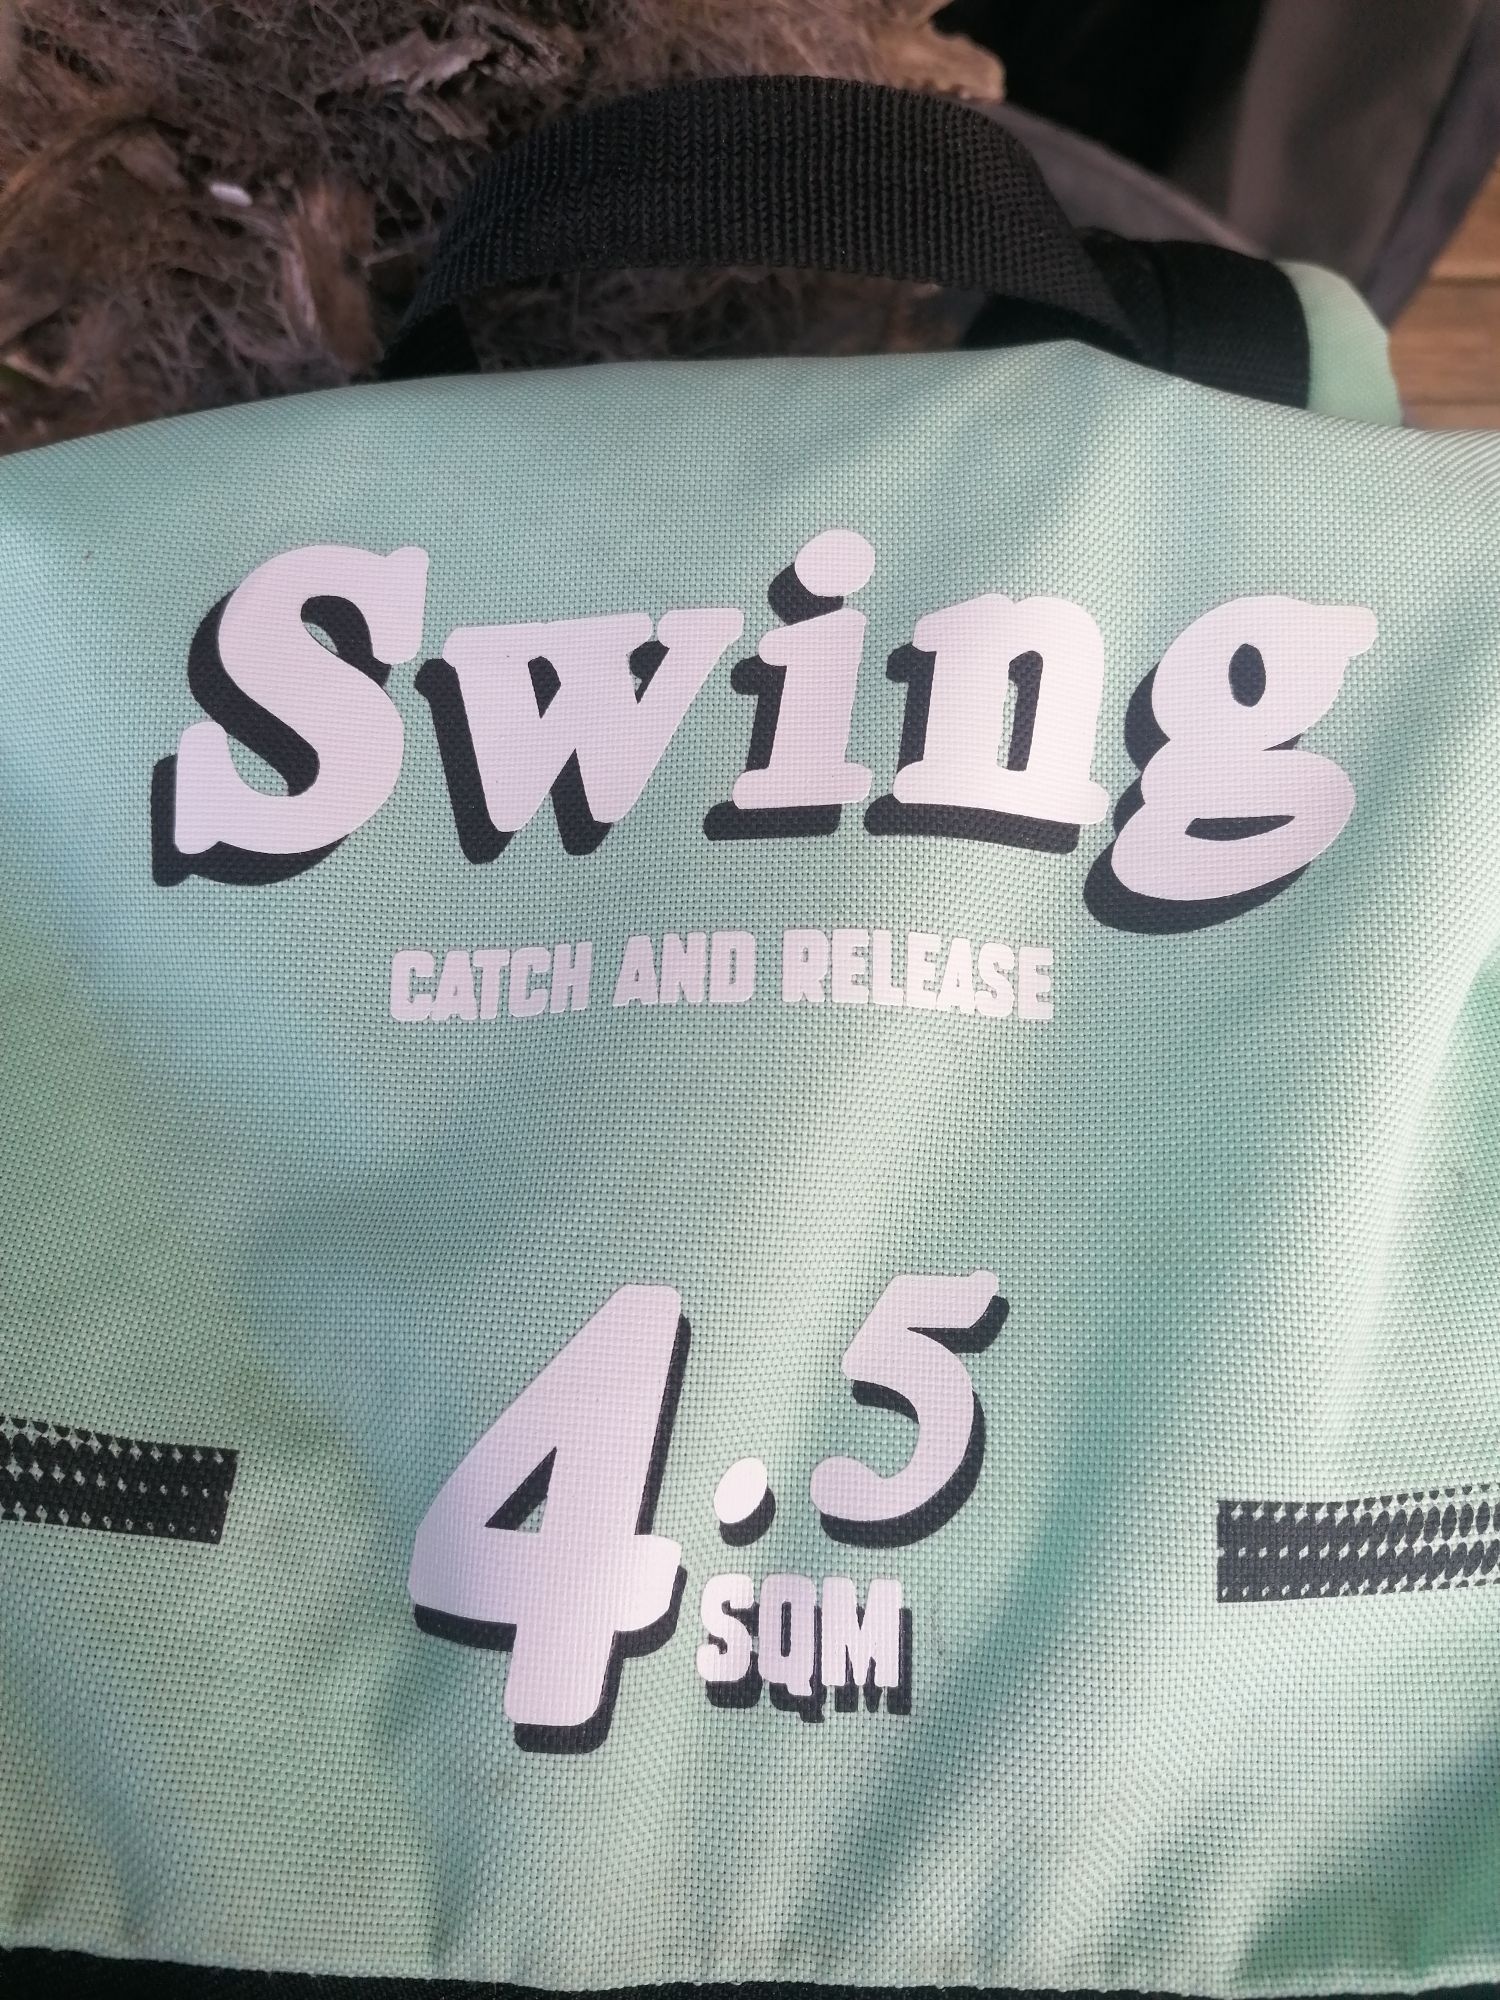 Swing
CATCH AND RELEASE
4.5
SQM